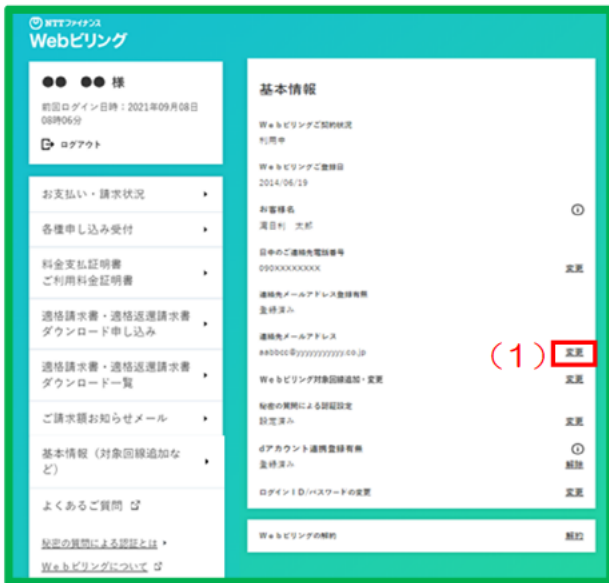 NTTファイナンス
Webビリング
●● ●● 様
前回ログイン日時：2021年09月08日
08時06分
ログアウト
お支払い・請求状況
各種申し込み受付
料金支払証明書
ご利用料金証明書
適格請求書・適格返還請求書
ダウンロード申し込み
適格請求書・適格返還請求書
ダウンロード一覧
ご請求額お知らせメール
基本情報（対象回線追加な
ど）
よくあるご質問
秘密の質問による認証とは
Webビリングについて
基本情報
Webビリングご契約状況
利用中
Webビリングご登録日
2014/06/19
お客様名
太郎
日中のご連絡先電話番号
090XXXXXXXX 変更
連絡先メールアドレス登録有無
登録済み
連絡先メールアドレス
aabbcc@yyyyyyyyyyy.co.jp （1） 変更
Webビリング対象回線追加・変更 変更
秘密の質問による認証設定
設定済み 変更
dアカウント連携登録有無
登録済み 解除
ログインID/パスワードの変更 変更
Webビリングの解約 解約